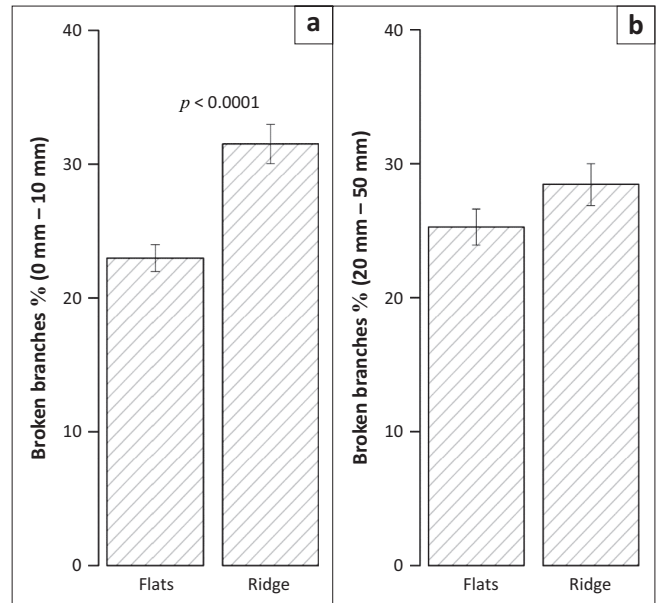 a
Broken branches % (0 mm – 10 mm)
40
30
20
10
0
p < 0.0001
Flats
Ridge
b
Broken branches % (20 mm – 50 mm)
40
30
20
10
0
Flats
Ridge